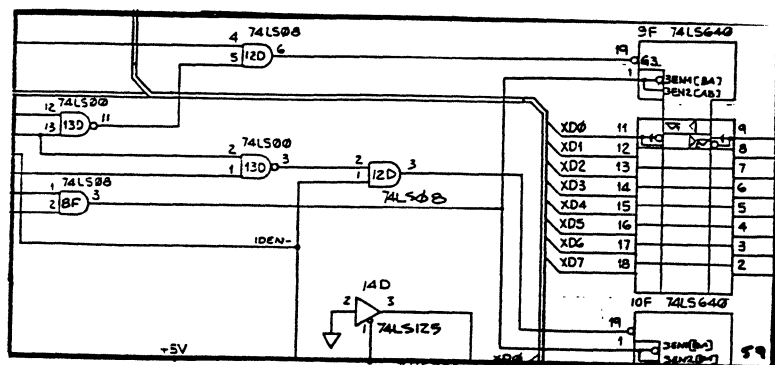 74LS08
9F 74LS640
4
5
12D
6
19
G3
1
3EN1[BA]
3EN2[AB]
12
13
74LS00
13D
11
XD0 11 9
XD1 12 8
XD2 13 7
XD3 14 6
XD4 15 5
XD5 16 4
XD6 17 3
XD7 18 2
74LS00
2
1
13D
3
2
1
12D
3
74LS08
74LS08
1
2
8F
3
IDEN-
14D
2
3
1
74LS125
10F 74LS640
19
1
+5V
59